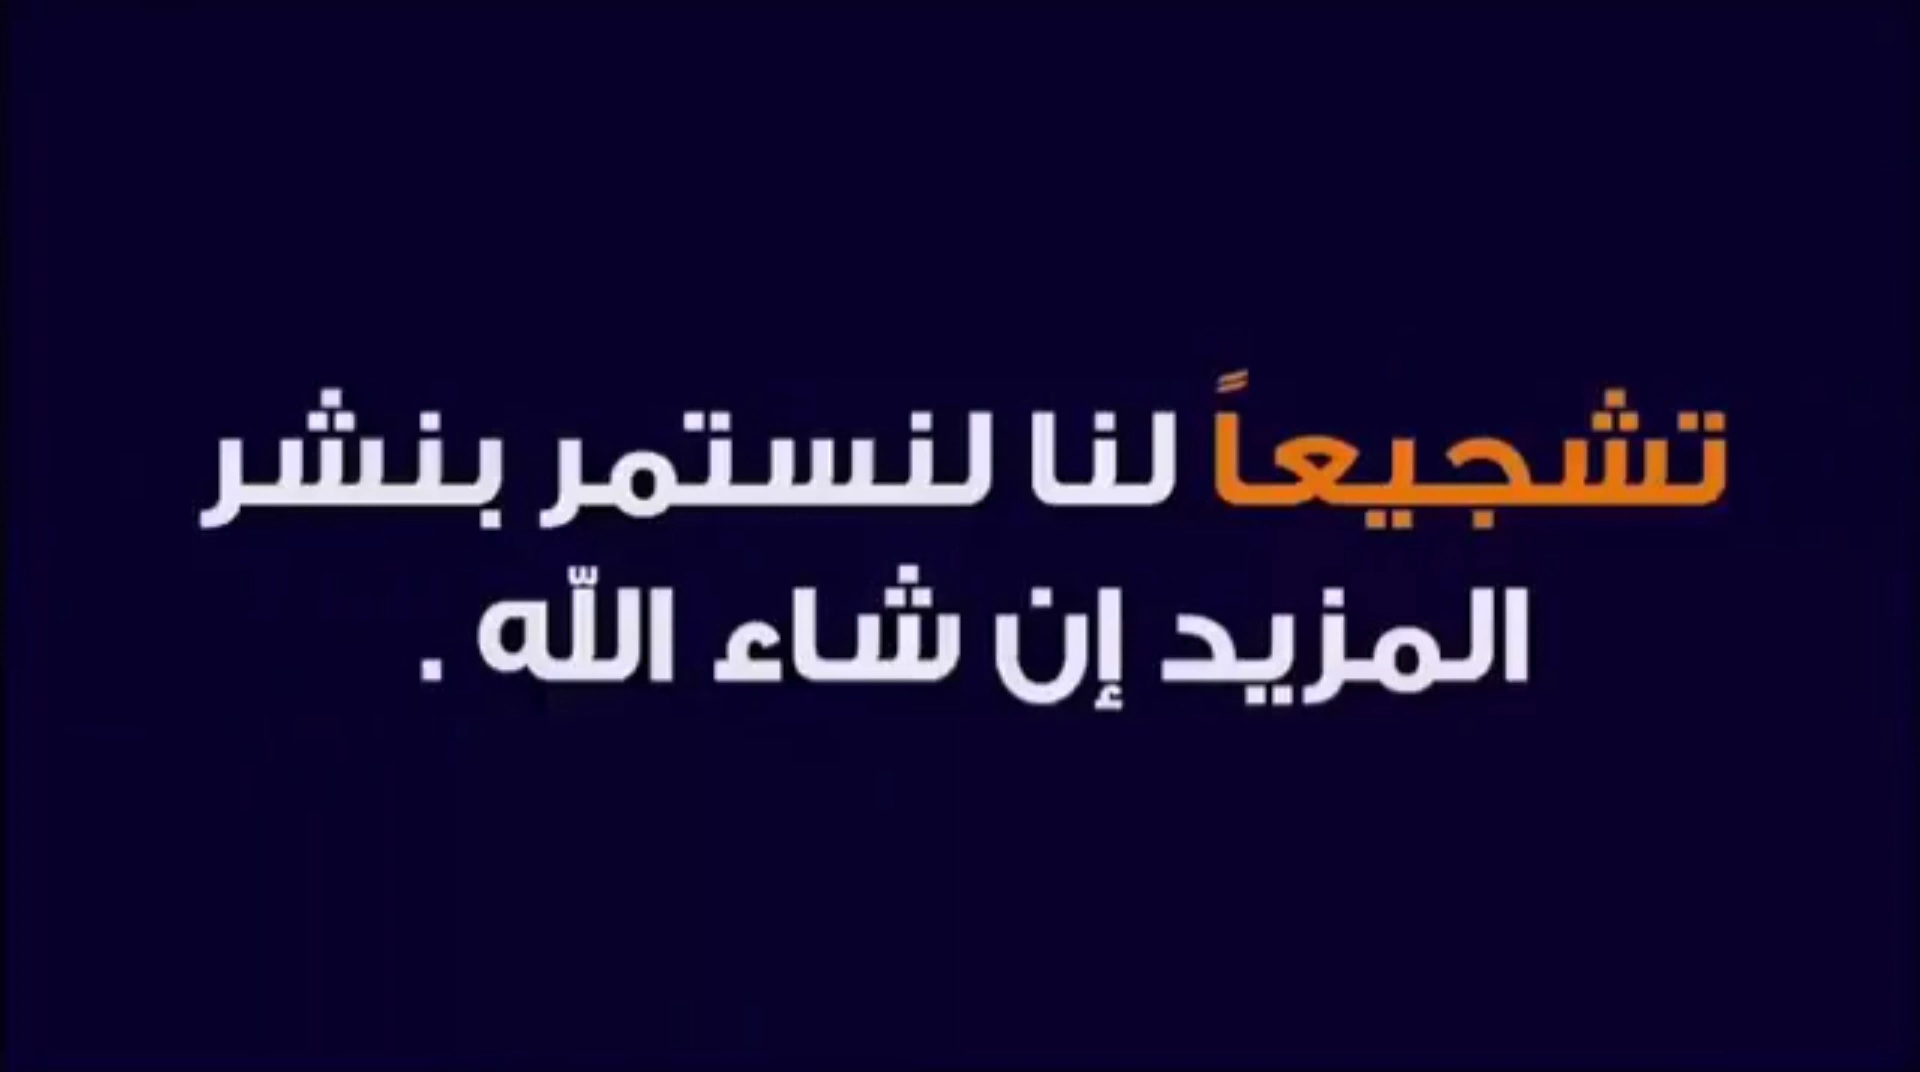 تشجيعاً لنا لنستمر بنشر
المزيد إن شاء اللّه .